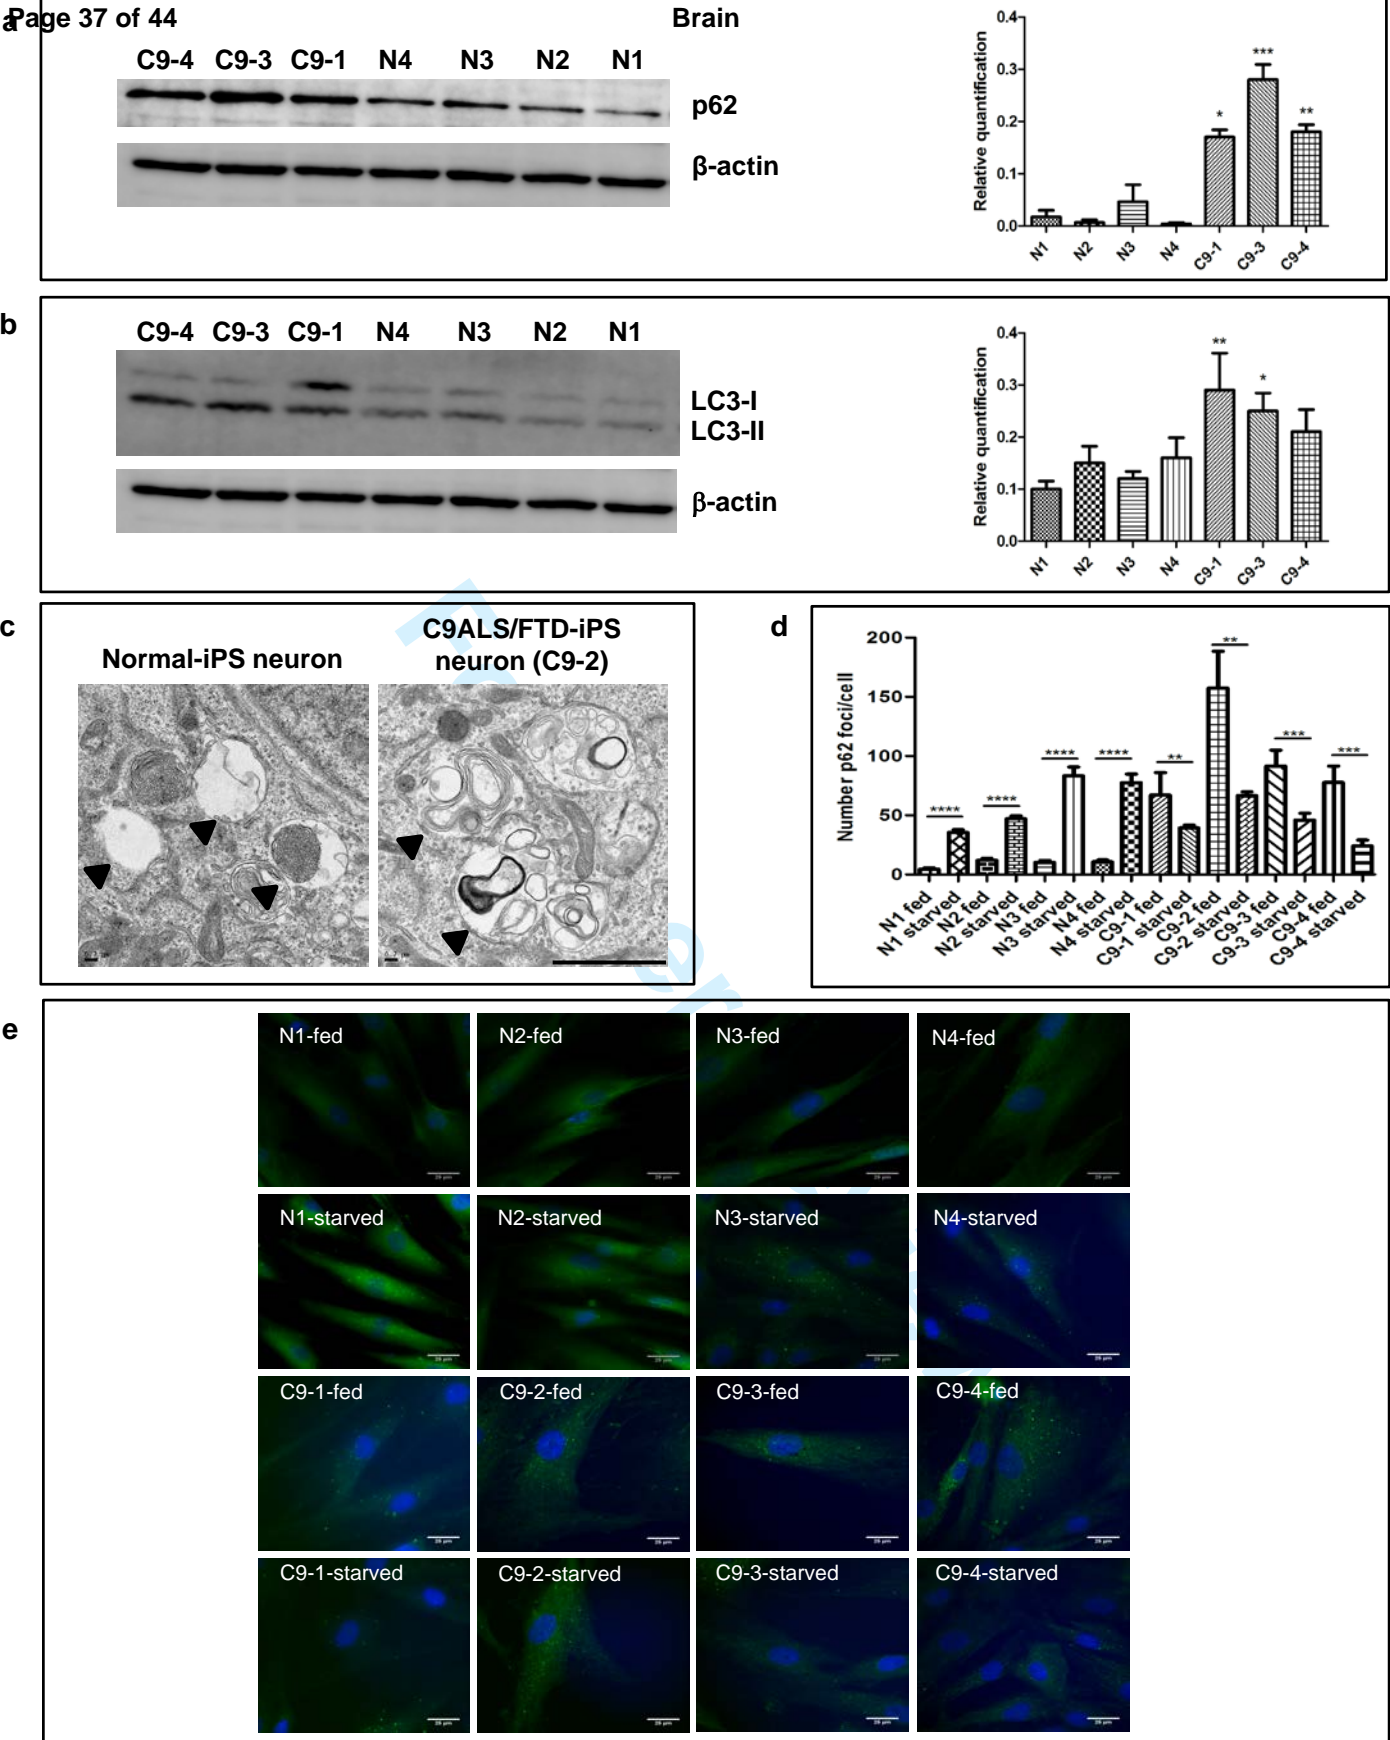 Page 37 of 44
Brain
a
C9-4 C9-3 C9-1 N4 N3 N2 N1
p62
β-actin
Relative quantification
0.4
0.3
0.2
0.1
0.0
*
***
**
N1 N2 N3 N4 C9-1 C9-3 C9-4
b
C9-4 C9-3 C9-1 N4 N3 N2 N1
LC3-I
LC3-II
β-actin
Relative quantification
0.4
0.3
0.2
0.1
0.0
**
*
N1 N2 N3 N4 C9-1 C9-3 C9-4
c
Normal-iPS neuron
C9ALS/FTD-iPS
neuron (C9-2)
d
Number p62 foci/cell
200
150
100
50
0
**** **** **** **** ** ** *** ***
N1 fed
N1 starved
N2 fed
N2 starved
N3 fed
N3 starved
N4 fed
N4 starved
C9-1 fed
C9-1 starved
C9-2 fed
C9-2 starved
C9-3 fed
C9-3 starved
C9-4 fed
C9-4 starved
e
N1-fed N2-fed N3-fed N4-fed
N1-starved N2-starved N3-starved N4-starved
C9-1-fed C9-2-fed C9-3-fed C9-4-fed
C9-1-starved C9-2-starved C9-3-starved C9-4-starved